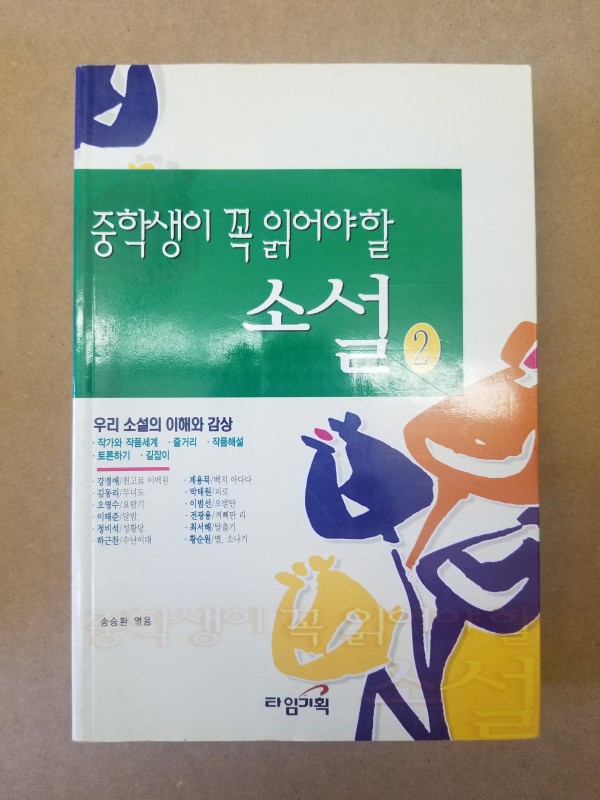 중학생이 꼭 읽어야할
소설 2
우리 소설의 이해와 감상
· 작가와 작품세계 · 줄거리 · 작품해설
· 토론하기 · 길잡이
· 강경애/원고료 이백원
· 김동리/무녀도
· 오영수/요람기
· 이태준/달밤
· 정비석/성황당
· 하근찬/수난이대
· 계용묵/백치 아다다
· 박태원/피로
· 이범선/오발탄
· 전광용/꺼삐딴 리
· 최서해/탈출기
· 황순원/별, 소나기
송승환 엮음
중학생이 꼭 읽어야할
소설
타임기획